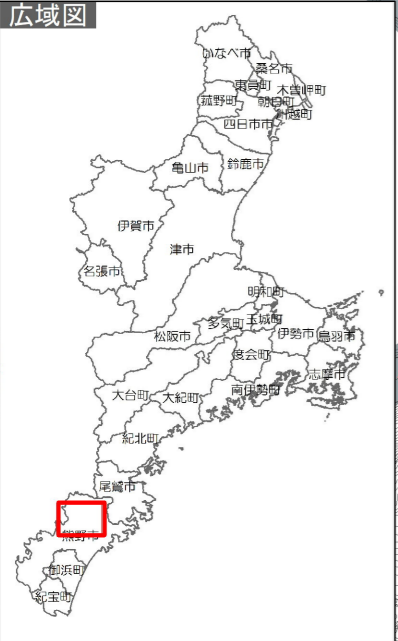 広域図
いなべ市
桑名市
東員町
木曽岬町
菰野町
朝日町
川越町
四日市市
亀山市
鈴鹿市
伊賀市
津市
名張市
明和町
玉城町
多気町
松阪市
伊勢市
鳥羽市
度会町
志摩市
南伊勢町
大台町
大紀町
紀北町
尾鷲市
熊野市
御浜町
紀宝町